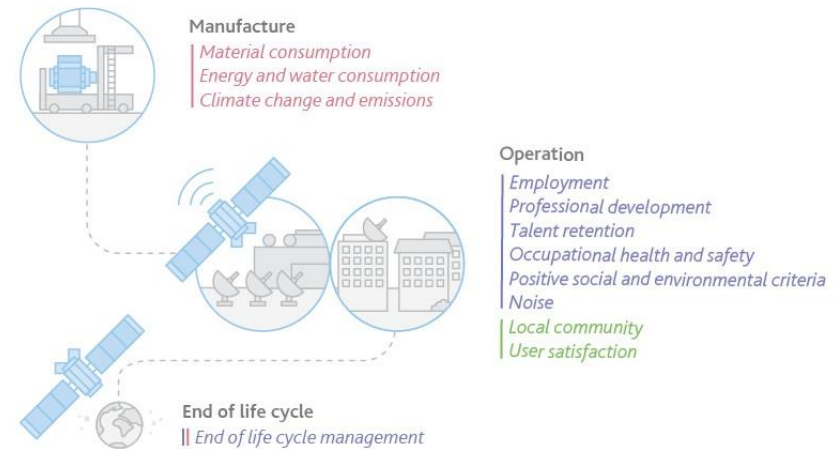 Manufacture
Material consumption
Energy and water consumption
Climate change and emissions
Operation
Employment
Professional development
Talent retention
Occupational health and safety
Positive social and environmental criteria
Noise
Local community
User satisfaction
End of life cycle
End of life cycle management